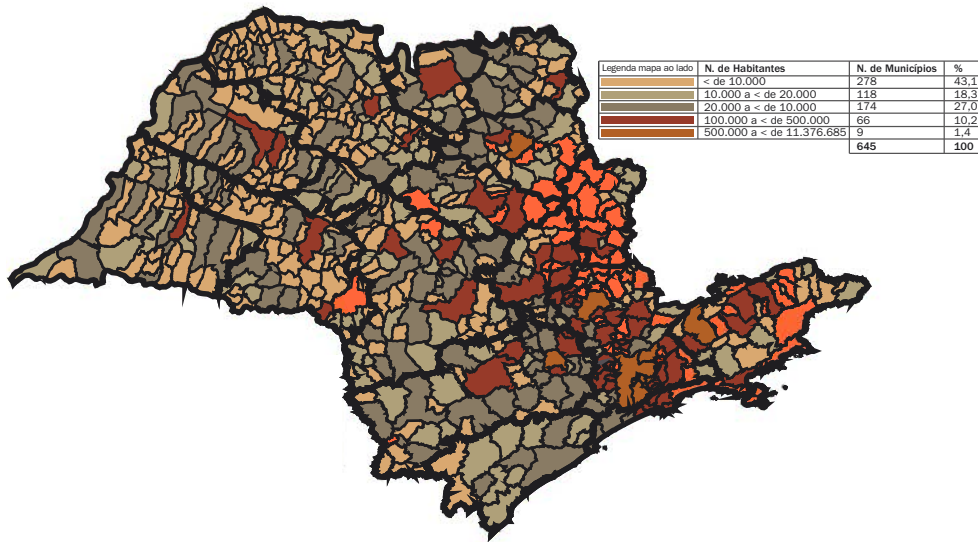 Legenda mapa ao lado N. de Habitantes N. de Municípios %
< de 10.000 278 43,1
10.000 a < de 20.000 118 18,3
20.000 a < de 10.000 174 27,0
100.000 a < de 500.000 66 10,2
500.000 a < de 11.376.685 9 1,4
645 100